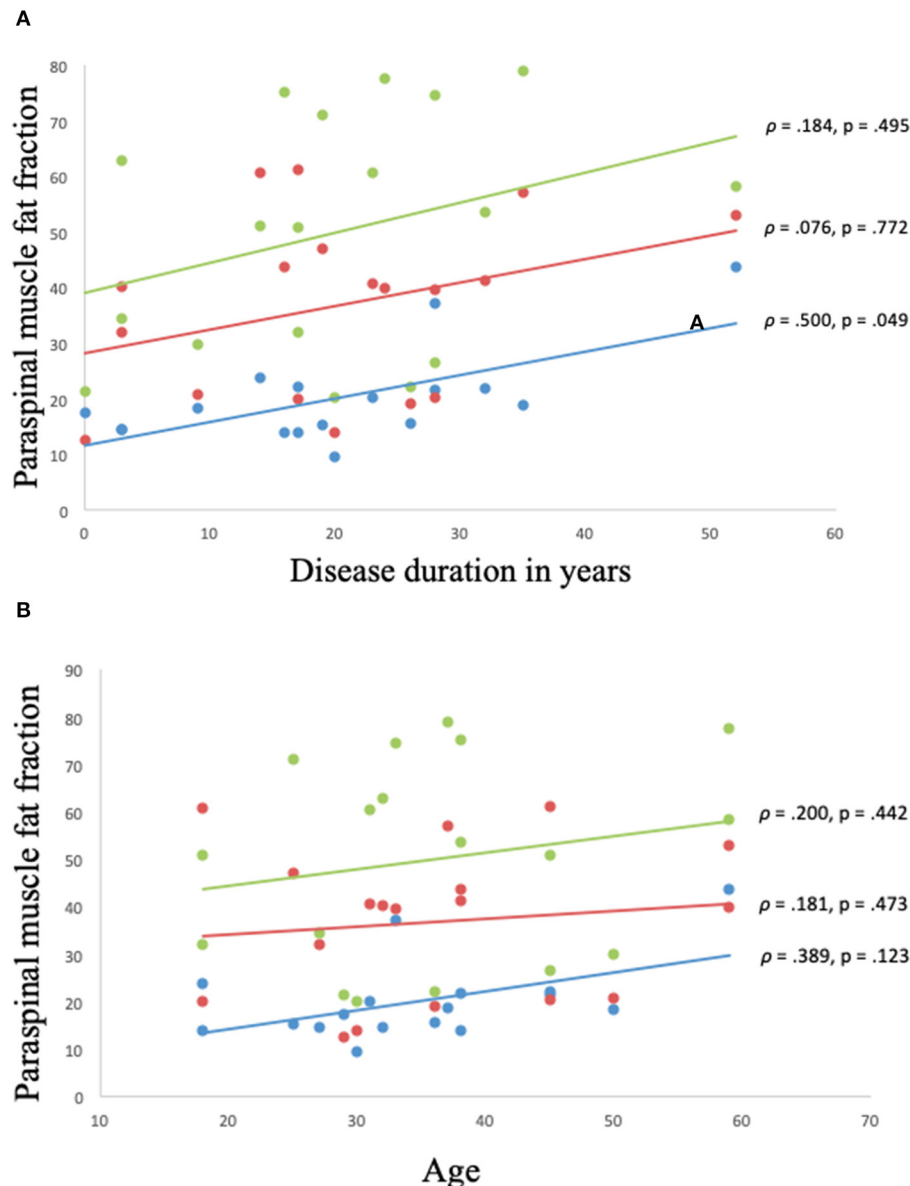 A
Paraspinal muscle fat fraction
80
70
60
50
40
30
20
10
0
ρ = .184, p = .495
ρ = .076, p = .772
A
ρ = .500, p = .049
0 10 20 30 40 50 60
Disease duration in years
B
Paraspinal muscle fat fraction
90
80
70
60
50
40
30
20
10
0
ρ = .200, p = .442
ρ = .181, p = .473
ρ = .389, p = .123
10 20 30 40 50 60 70
Age